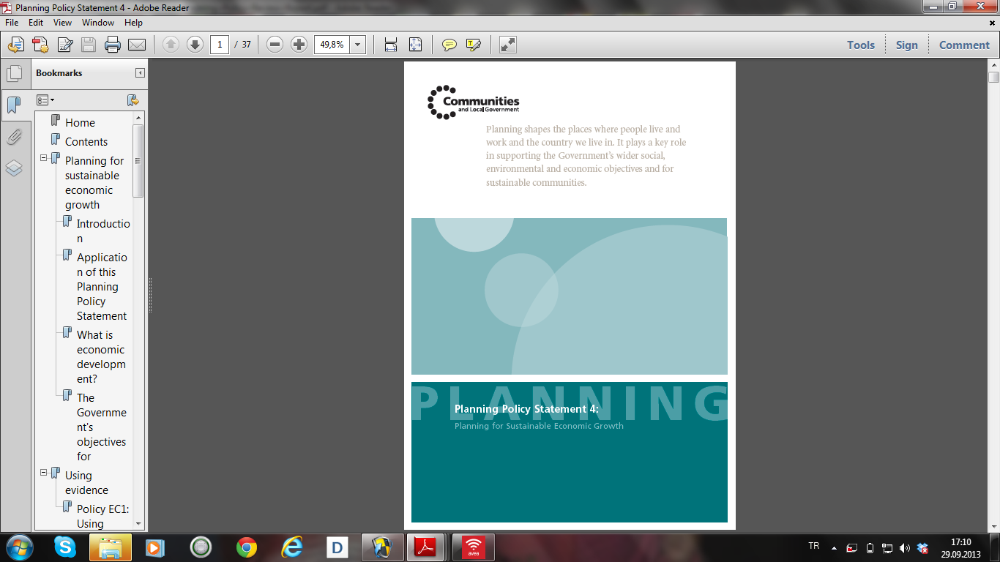 Planning Policy Statement 4 - Adobe Reader
File Edit View Window Help
1 / 37 49,8% Tools Sign Comment
Bookmarks
Home
Contents
Planning for
sustainable
economic
growth
Introductio
n
Applicatio
n of this
Planning
Policy
Statement
What is
economic
developm
ent?
The
Governme
nt's
objectives
for
Using
evidence
Policy EC1:
Using
Communities
and Local Government
Planning shapes the places where people live and
work and the country we live in. It plays a key role
in supporting the Government's wider social,
environmental and economic objectives and for
sustainable communities.
PLANNING
Planning Policy Statement 4:
Planning for Sustainable Economic Growth
D
avea
TR
17:10
29.09.2013